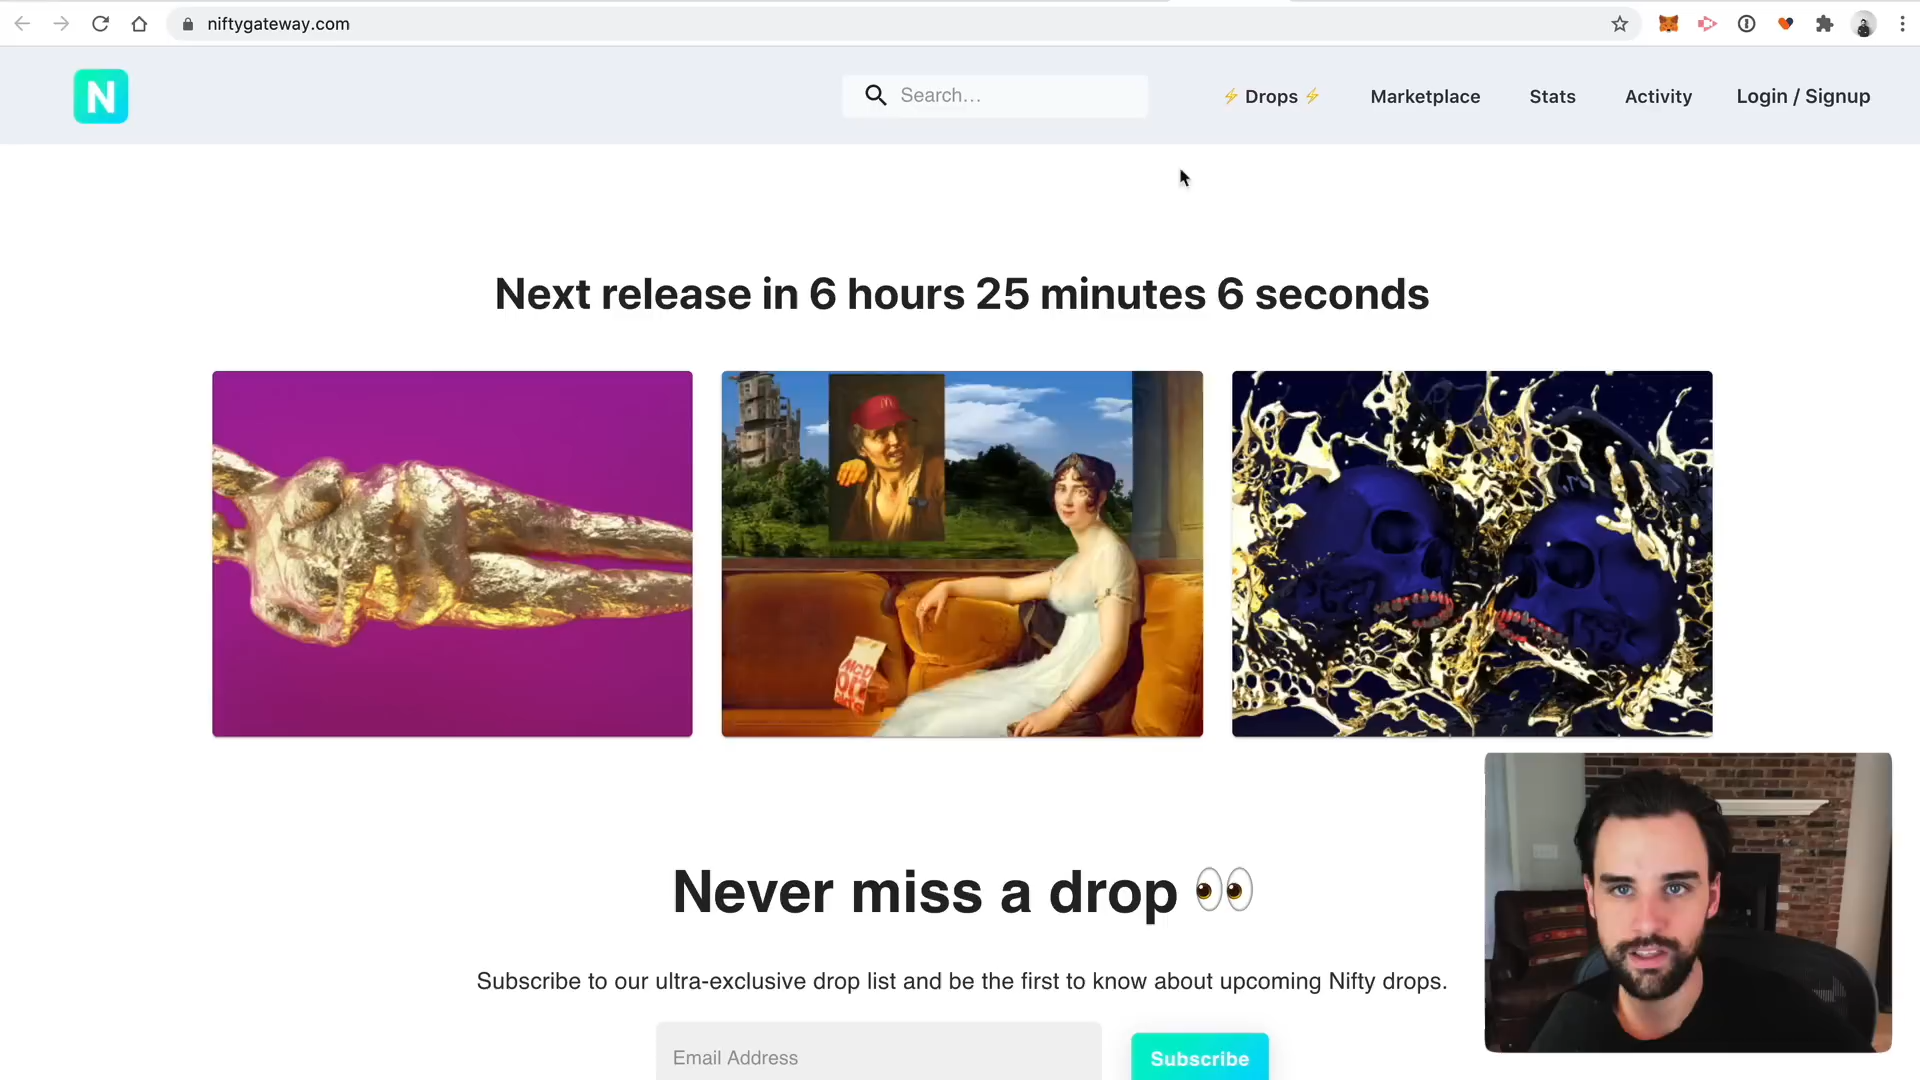 niftygateway.com
N
Search...
⚡ Drops ⚡
Marketplace
Stats
Activity
Login / Signup
Next release in 6 hours 25 minutes 6 seconds
Never miss a drop 👀
Subscribe to our ultra-exclusive drop list and be the first to know about upcoming Nifty drops.
Email Address
Subscribe